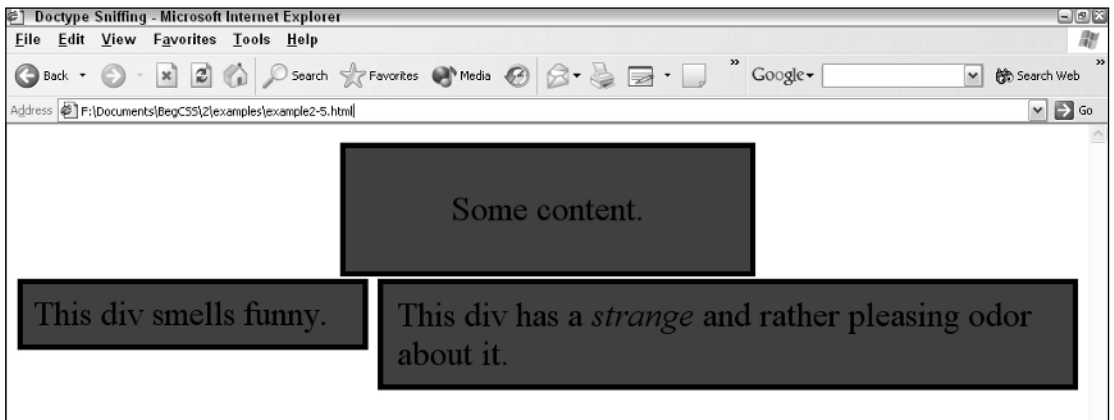 Doctype Sniffing - Microsoft Internet Explorer
File Edit View Favorites Tools Help
Back Search Favorites Media » Google Search Web »
Address F:\Documents\BegCSS\2\examples\example2-5.html Go
Some content.
This div smells funny.
This div has a strange and rather pleasing odor
about it.